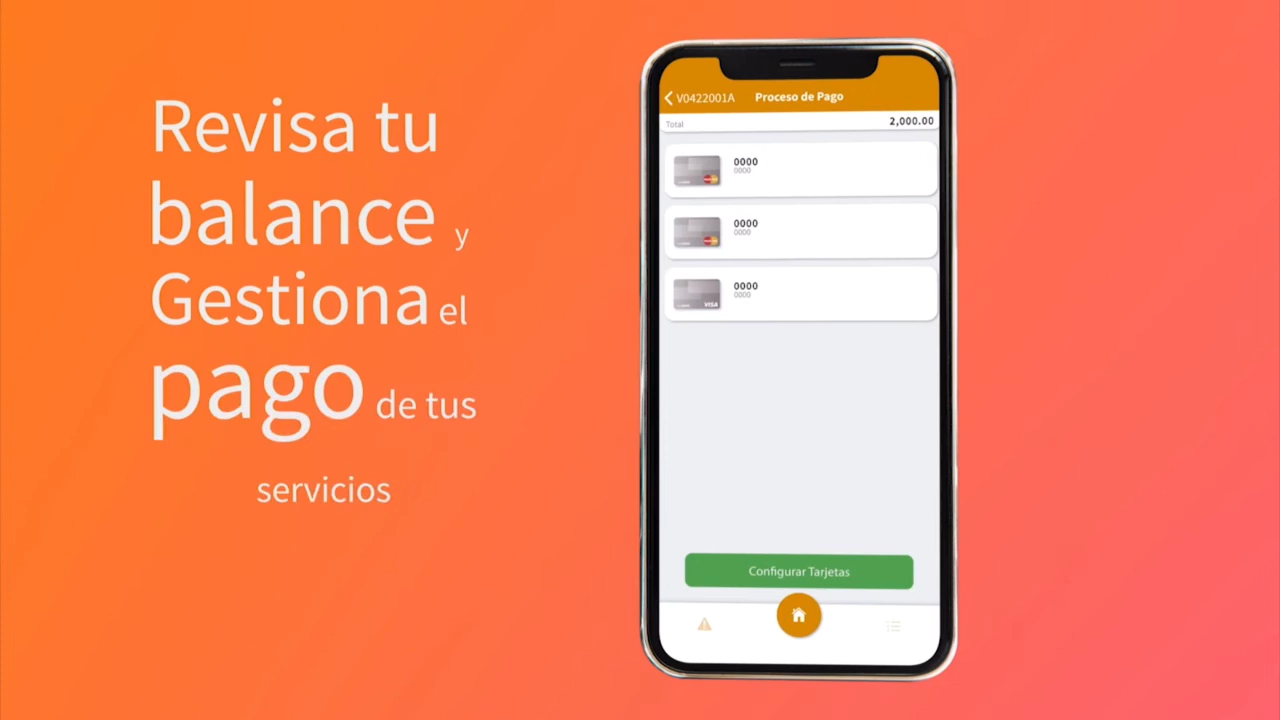 Revisa tu
balance y
Gestiona el
pago de tus
servicios
V0422001A Proceso de Pago
Total 2,000.00
0000
0000
0000
0000
VISA
0000
0000
Configurar Tarjetas